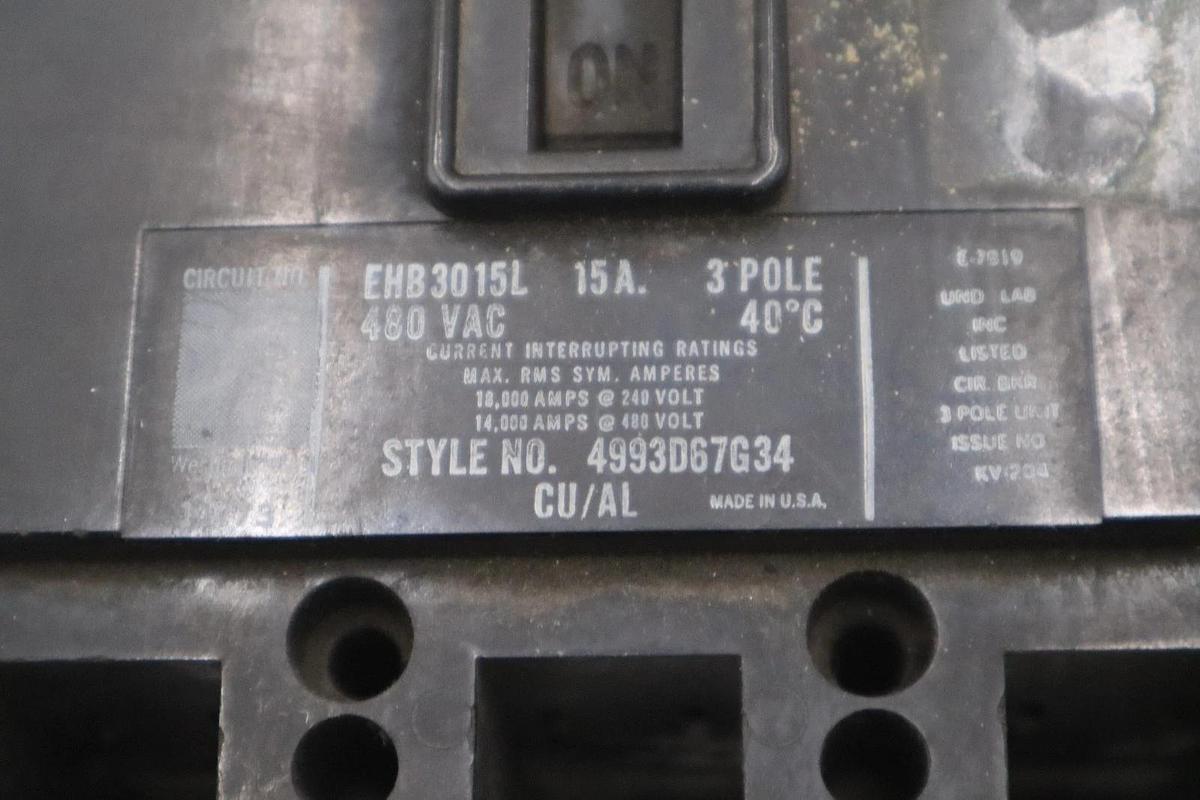 ON
CIRCUIT NO.
EHB3015L 15A. 3 POLE
480 VAC 40°C
CURRENT INTERRUPTING RATINGS
MAX. RMS SYM. AMPERES
18,000 AMPS @ 240 VOLT
14,000 AMPS @ 480 VOLT
STYLE NO. 4993D67G34
CU/AL MADE IN U.S.A.
E-7819
UND LAB
INC
LISTED
CIR. BKR
3 POLE UNIT
ISSUE NO